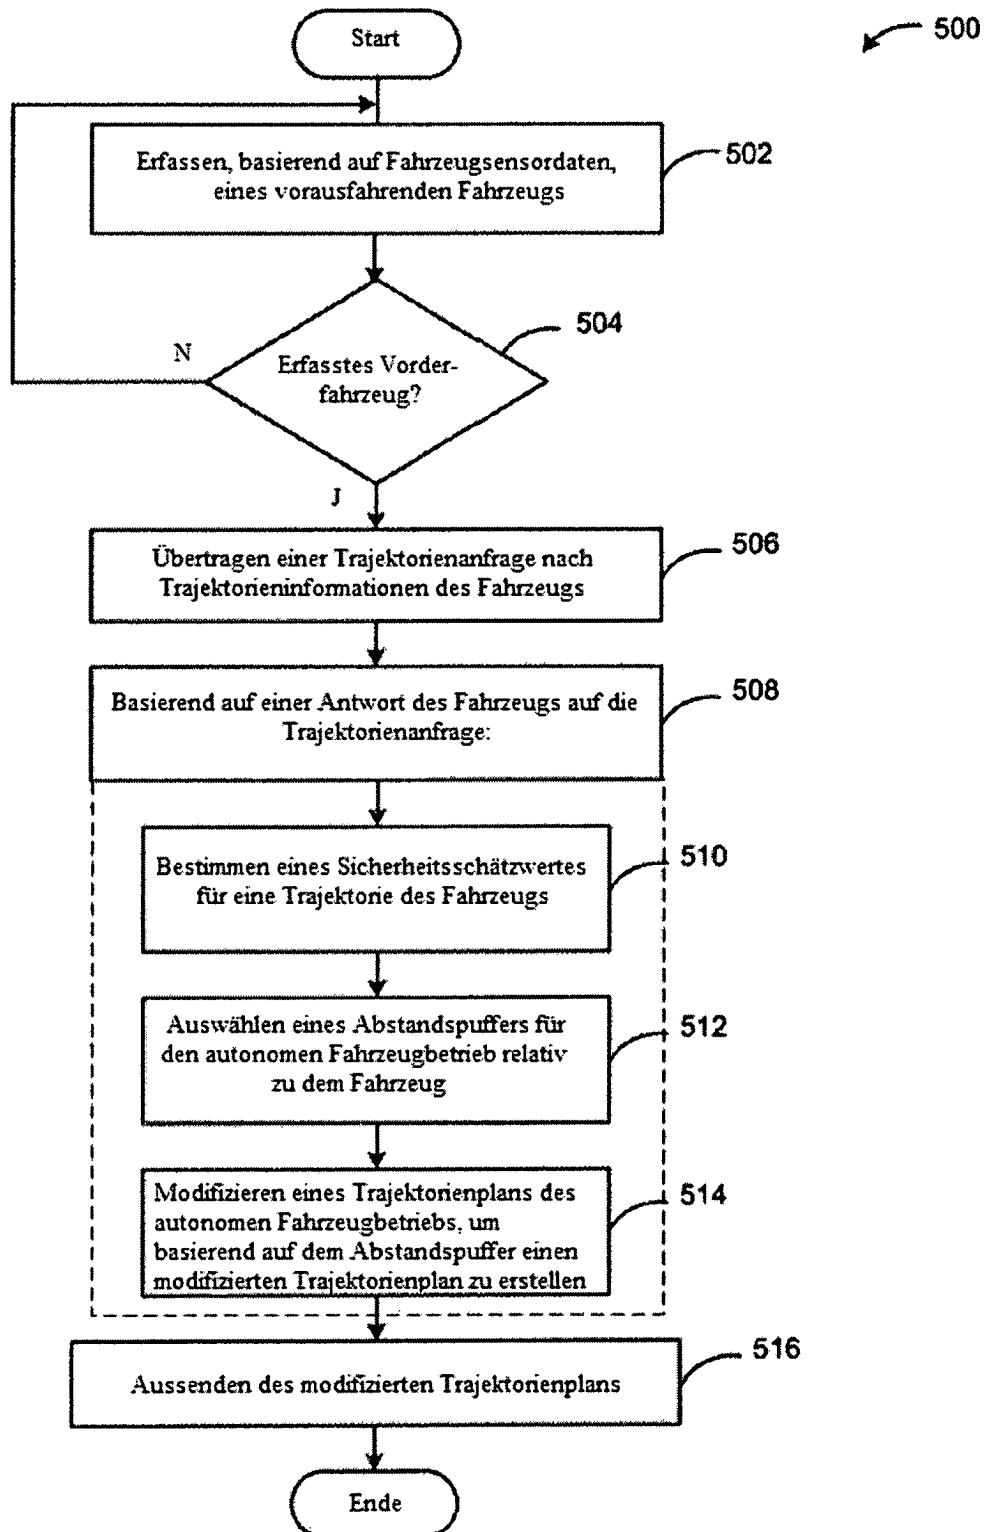 Start
500
Erfassen, basierend auf Fahrzeugsensordaten,
eines vorausfahrenden Fahrzeugs
502
504
N
Erfasstes Vorder-
fahrzeug?
J
Übertragen einer Trajektorienanfrage nach
Trajektorieninformationen des Fahrzeugs
506
Basierend auf einer Antwort des Fahrzeugs auf die
Trajektorienanfrage:
508
Bestimmen eines Sicherheitsschätzwertes
für eine Trajektorie des Fahrzeugs
510
Auswählen eines Abstandspuffers für
den autonomen Fahrzeugbetrieb relativ
zu dem Fahrzeug
512
Modifizieren eines Trajektorienplans des
autonomen Fahrzeugbetriebs, um
basierend auf dem Abstandspuffer einen
modifizierten Trajektorienplan zu erstellen
514
Aussenden des modifizierten Trajektorienplans
516
Ende